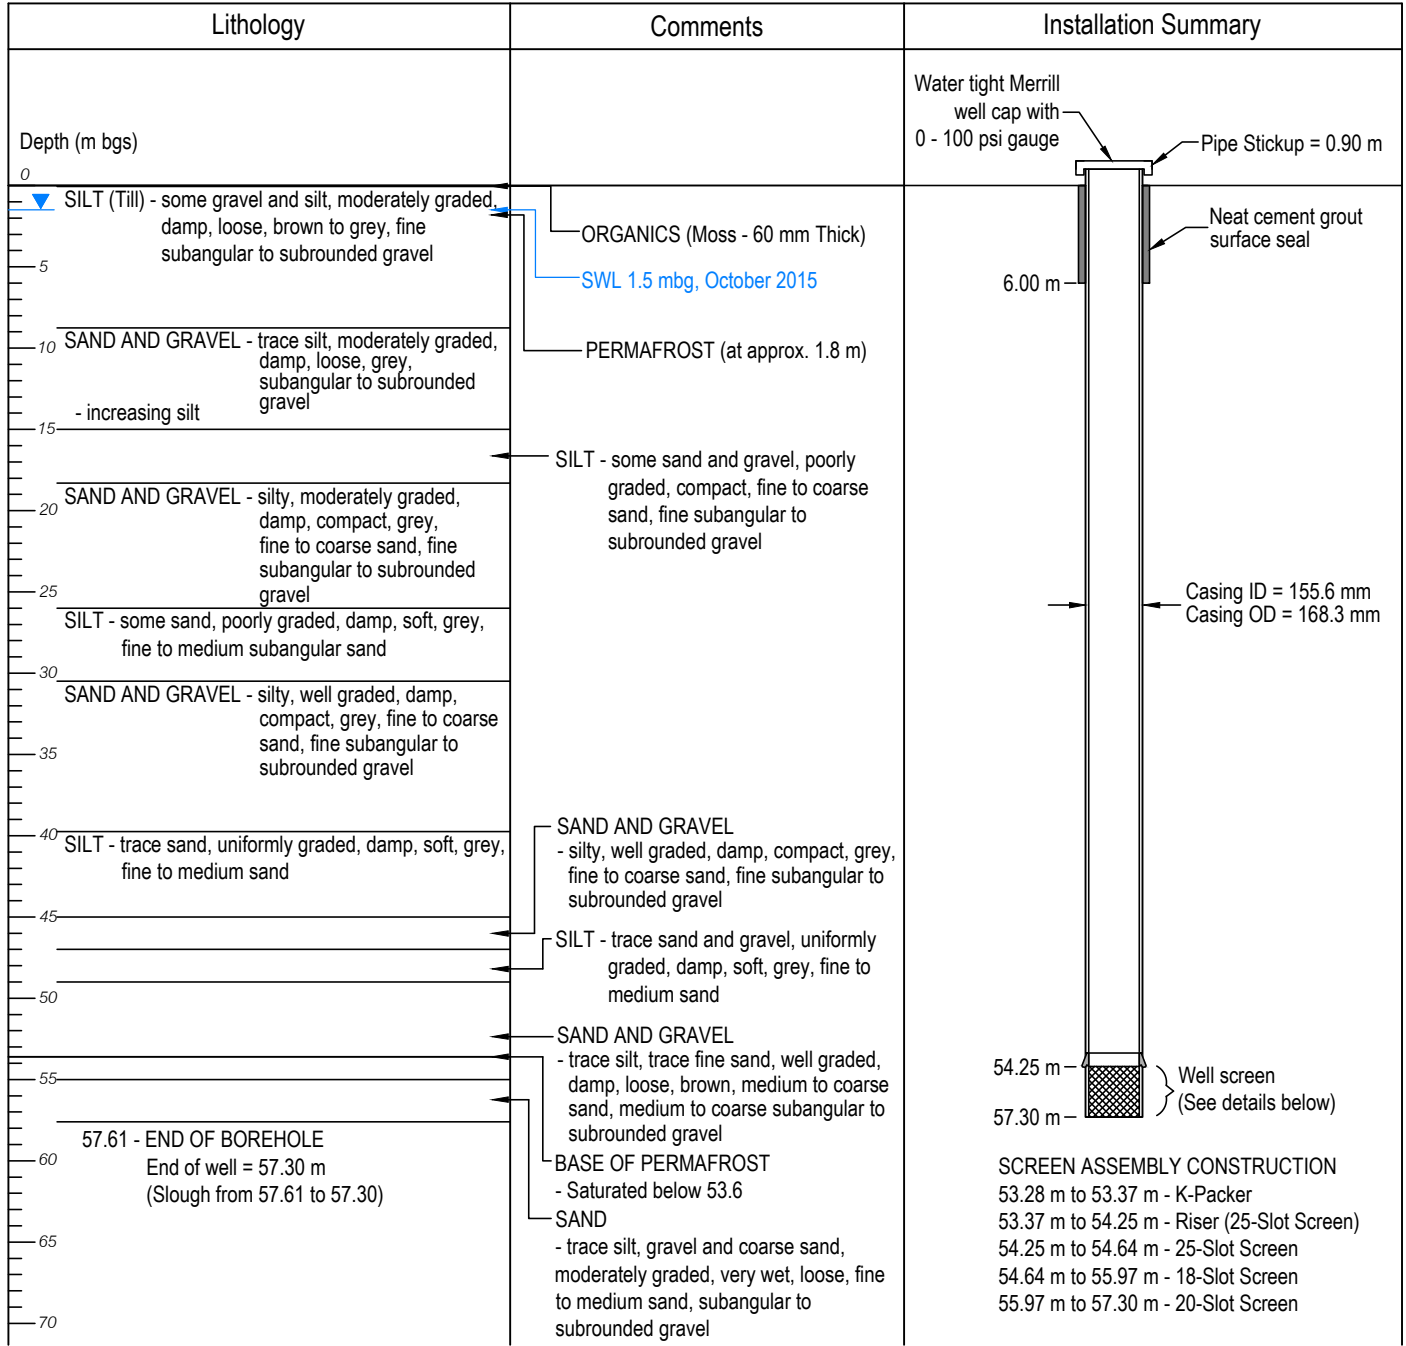 Lithology
Comments
Installation Summary
Depth (m bgs)
0
5
10
15
20
25
30
35
40
45
50
55
60
65
70
SILT (Till) - some gravel and silt, moderately graded,
damp, loose, brown to grey, fine
subangular to subrounded gravel
SAND AND GRAVEL - trace silt, moderately graded,
damp, loose, grey,
subangular to subrounded
gravel
- increasing silt
SAND AND GRAVEL - silty, moderately graded,
damp, compact, grey,
fine to coarse sand, fine
subangular to subrounded
gravel
SILT - some sand, poorly graded, damp, soft, grey,
fine to medium subangular sand
SAND AND GRAVEL - silty, well graded, damp,
compact, grey, fine to coarse
sand, fine subangular to
subrounded gravel
SILT - trace sand, uniformly graded, damp, soft, grey,
fine to medium sand
57.61 - END OF BOREHOLE
End of well = 57.30 m
(Slough from 57.61 to 57.30)
ORGANICS (Moss - 60 mm Thick)
SWL 1.5 mbg, October 2015
PERMAFROST (at approx. 1.8 m)
SILT - some sand and gravel, poorly
graded, compact, fine to coarse
sand, fine subangular to
subrounded gravel
SAND AND GRAVEL
- silty, well graded, damp, compact, grey,
fine to coarse sand, fine subangular to
subrounded gravel
SILT - trace sand and gravel, uniformly
graded, damp, soft, grey, fine to
medium sand
SAND AND GRAVEL
- trace silt, trace fine sand, well graded,
damp, loose, brown, medium to coarse
sand, medium to coarse subangular to
subrounded gravel
BASE OF PERMAFROST
- Saturated below 53.6
SAND
- trace silt, gravel and coarse sand,
moderately graded, very wet, loose, fine
to medium sand, subangular to
subrounded gravel
Water tight Merrill
well cap with
0 - 100 psi gauge
Pipe Stickup = 0.90 m
Neat cement grout
surface seal
6.00 m
Casing ID = 155.6 mm
Casing OD = 168.3 mm
54.25 m
57.30 m
Well screen
(See details below)
SCREEN ASSEMBLY CONSTRUCTION
53.28 m to 53.37 m - K-Packer
53.37 m to 54.25 m - Riser (25-Slot Screen)
54.25 m to 54.64 m - 25-Slot Screen
54.64 m to 55.97 m - 18-Slot Screen
55.97 m to 57.30 m - 20-Slot Screen